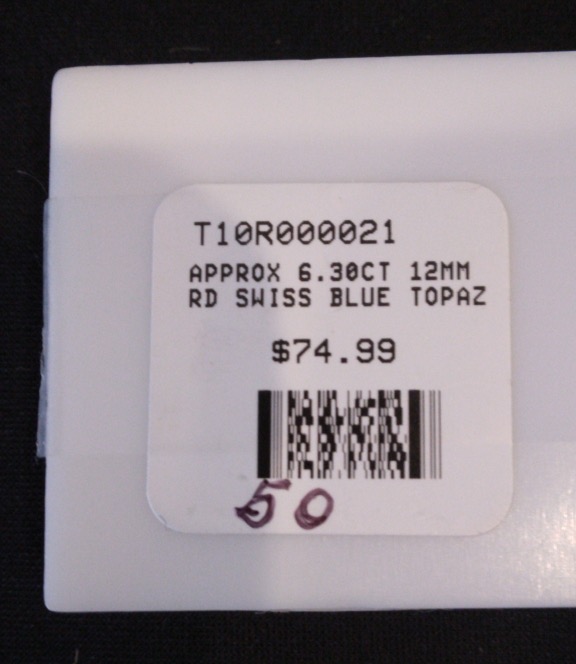 T10R000021
APPROX 6.30CT 12MM
RD SWISS BLUE TOPAZ
$74.99
50